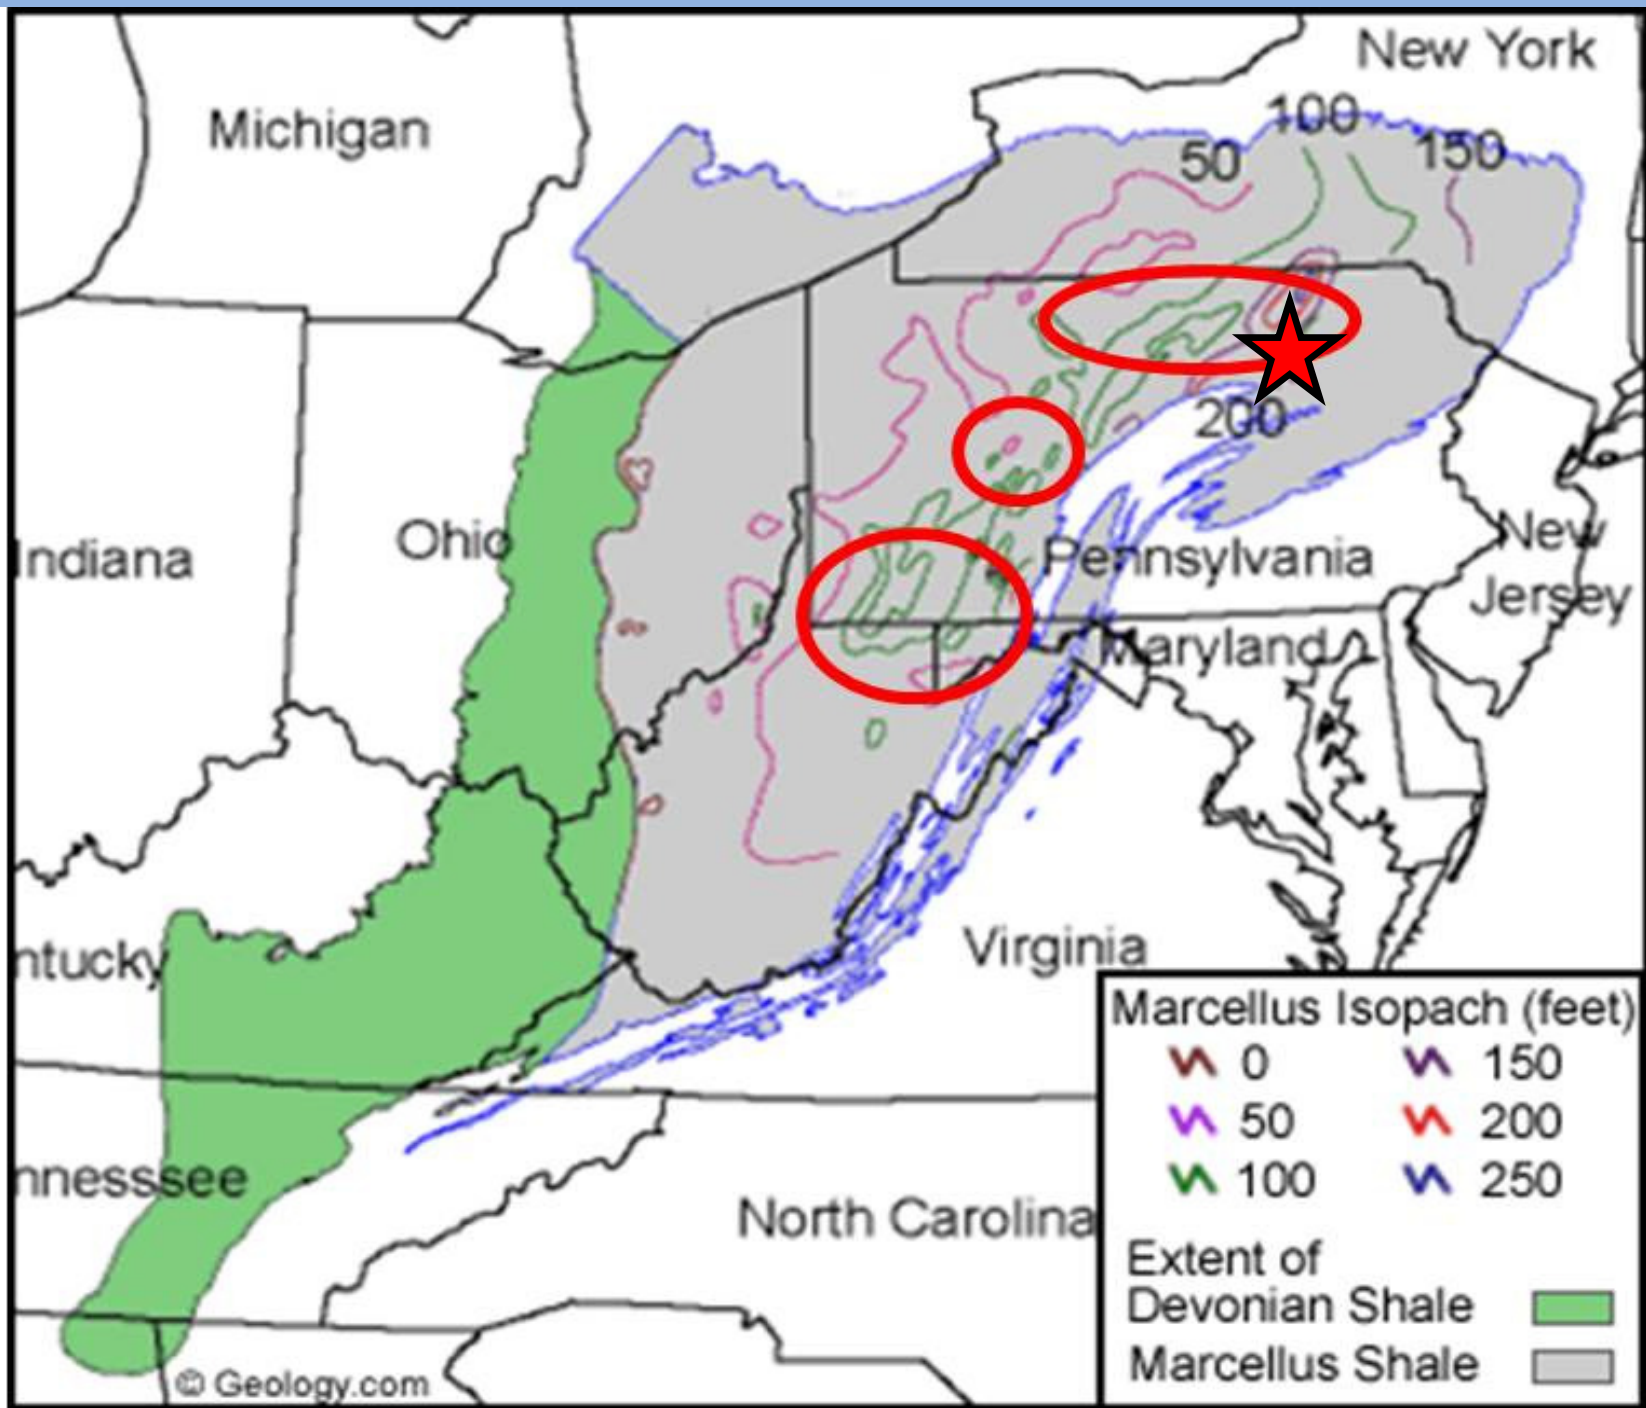 New York
Michigan
100
50
150
200
Ohio
Indiana
Pennsylvania
New
Jersey
Maryland
ntucky
Virginia
nnesssee
North Carolina
Marcellus Isopach (feet)
0
150
50
200
100
250
Extent of
Devonian Shale
Marcellus Shale
© Geology.com